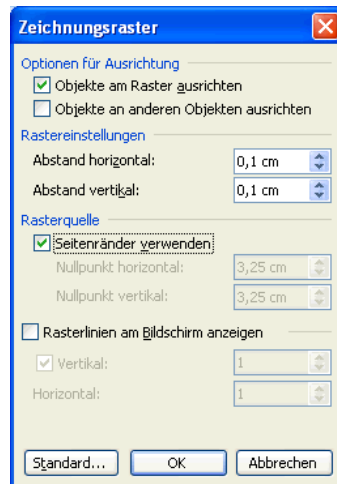 Zeichnungsraster
Optionen für Ausrichtung
Objekte am Raster ausrichten
Objekte an anderen Objekten ausrichten
Rastereinstellungen
Abstand horizontal: 0,1 cm
Abstand vertikal: 0,1 cm
Rasterquelle
Seitenränder verwenden
Nullpunkt horizontal: 3,25 cm
Nullpunkt vertikal: 3,25 cm
Rasterlinien am Bildschirm anzeigen
Vertikal: 1
Horizontal: 1
Standard... OK Abbrechen